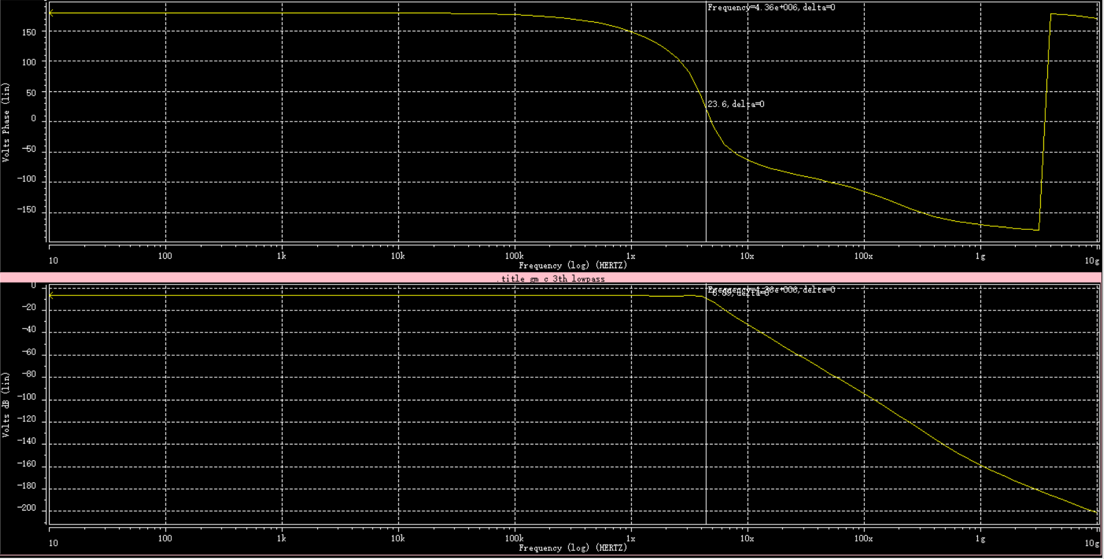 Frequency=4.36e+006, delta=0
Volts Phase (lin)
150
100
50
0
-50
-100
-150
23.6, delta=0
10 100 1k 10k 100k 1x 10x 100x 1g 10g
Frequency (log) (HERTZ)
title gm c 3th lowpass
Frequency=4.36e+006, delta=0
delta=0
Volts dB (lin)
0
-20
-40
-60
-80
-100
-120
-140
-160
-180
-200
10 100 1k 10k 100k 1x 10x 100x 1g 10g
Frequency (log) (HERTZ)